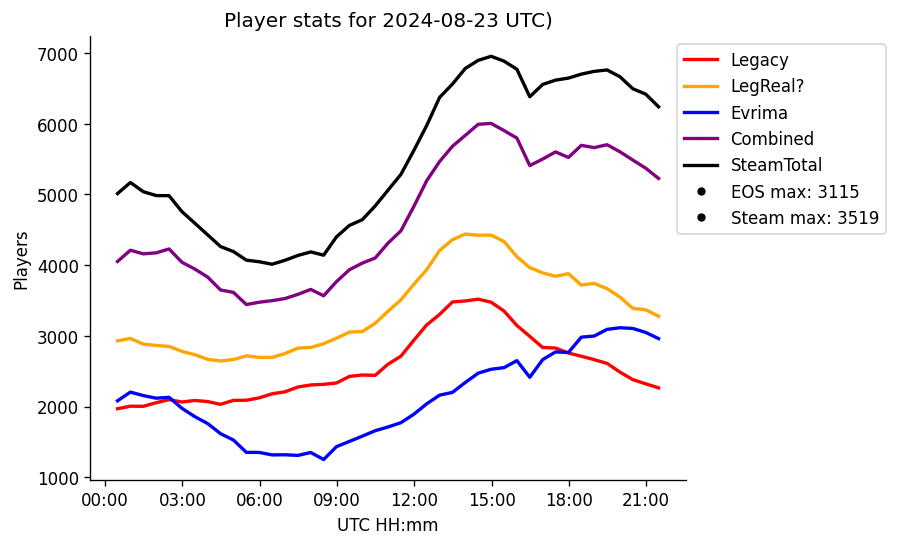 Player stats for 2024-08-23 UTC)
7000
6000
5000
4000
3000
2000
1000
Players
00:00 03:00 06:00 09:00 12:00 15:00 18:00 21:00
UTC HH:mm
Legacy
LegReal?
Evrima
Combined
SteamTotal
EOS max: 3115
Steam max: 3519